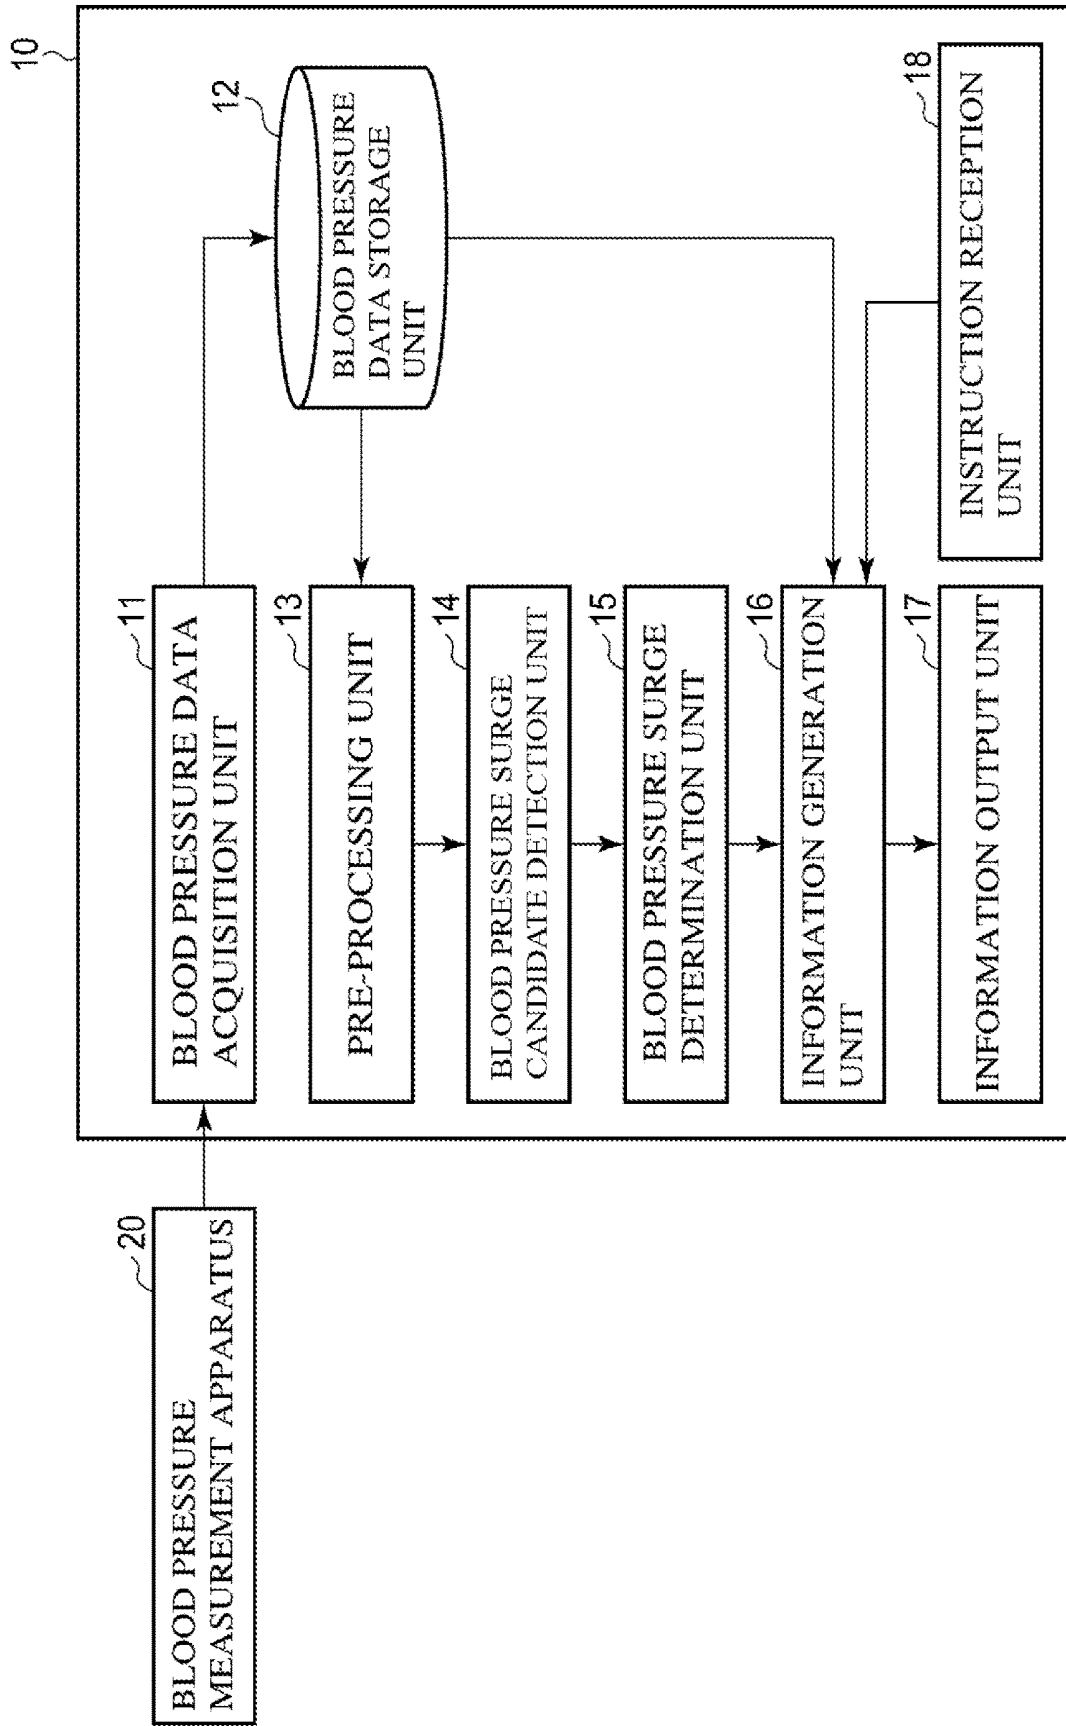 10
20
BLOOD PRESSURE
MEASUREMENT APPARATUS
11
BLOOD PRESSURE DATA
ACQUISITION UNIT
12
BLOOD PRESSURE
DATA STORAGE
UNIT
13
PRE-PROCESSING UNIT
14
BLOOD PRESSURE SURGE
CANDIDATE DETECTION UNIT
15
BLOOD PRESSURE SURGE
DETERMINATION UNIT
16
INFORMATION GENERATION
UNIT
17
INFORMATION OUTPUT UNIT
18
INSTRUCTION RECEPTION
UNIT